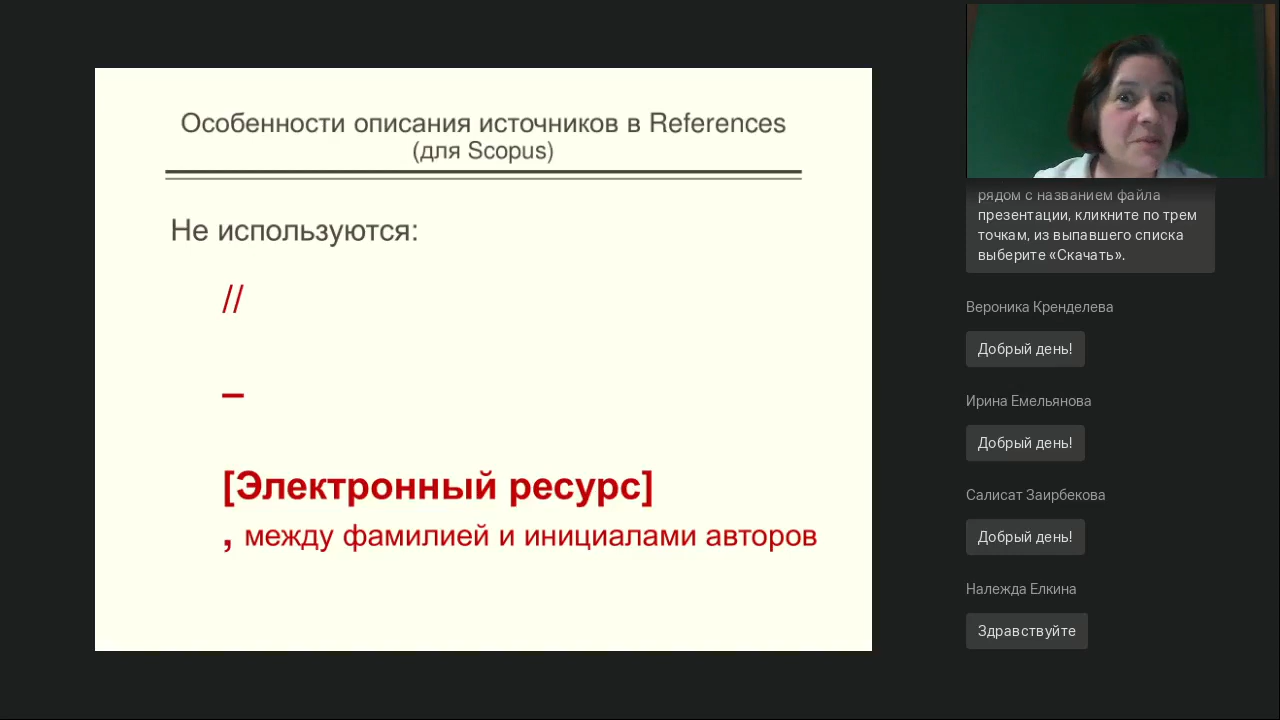 Особенности описания источников в References
(для Scopus)
Не используются:
//
–
[Электронный ресурс]
, между фамилией и инициалами авторов
рядом с названием файла
презентации, кликните по трем
точкам, из выпавшего списка
выберите «Скачать».
Вероника Кренделева
Добрый день!
Ирина Емельянова
Добрый день!
Салисат Заирбекова
Добрый день!
Належда Елкина
Здравствуйте